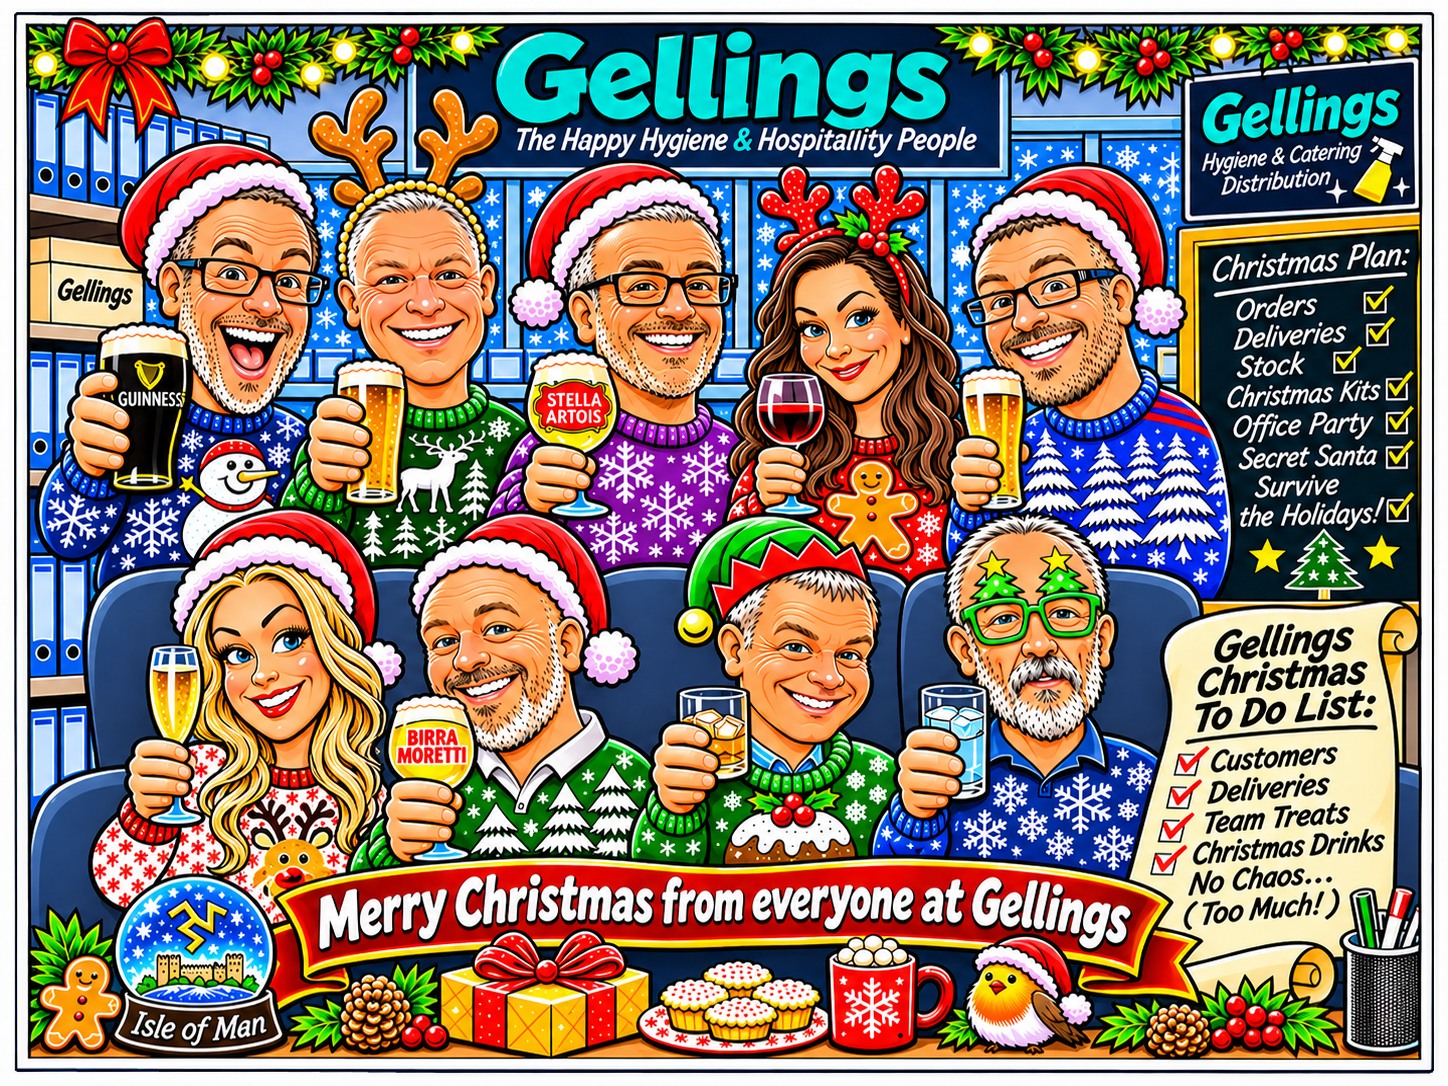 Gellings
The Happy Hygiene & Hospitallity People
Gellings
Hygiene & Catering
Distribution
Gellings
Christmas Plan:
Orders
Deliveries
Stock
Christmas Kits
Office Party
Secret Santa
Survive
the Holidays!
GUINNESS
STELLA
ARTOIS
BIRRA
MORETTI
Gellings
Christmas
To Do List:
Customers
Deliveries
Team Treats
Christmas Drinks
No Chaos...
(Too Much!)
Merry Christmas from everyone at Gellings
Isle of Man